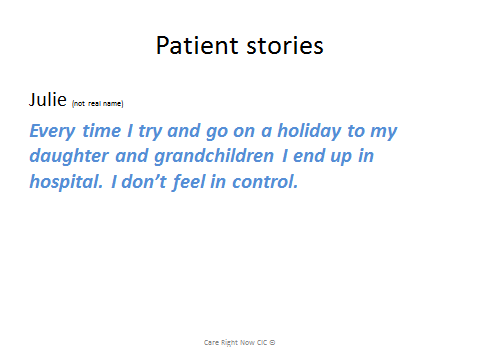 Patient stories
Julie (not real name)
Every time I try and go on a holiday to my
daughter and grandchildren I end up in
hospital. I don’t feel in control.
Care Right Now CIC ©